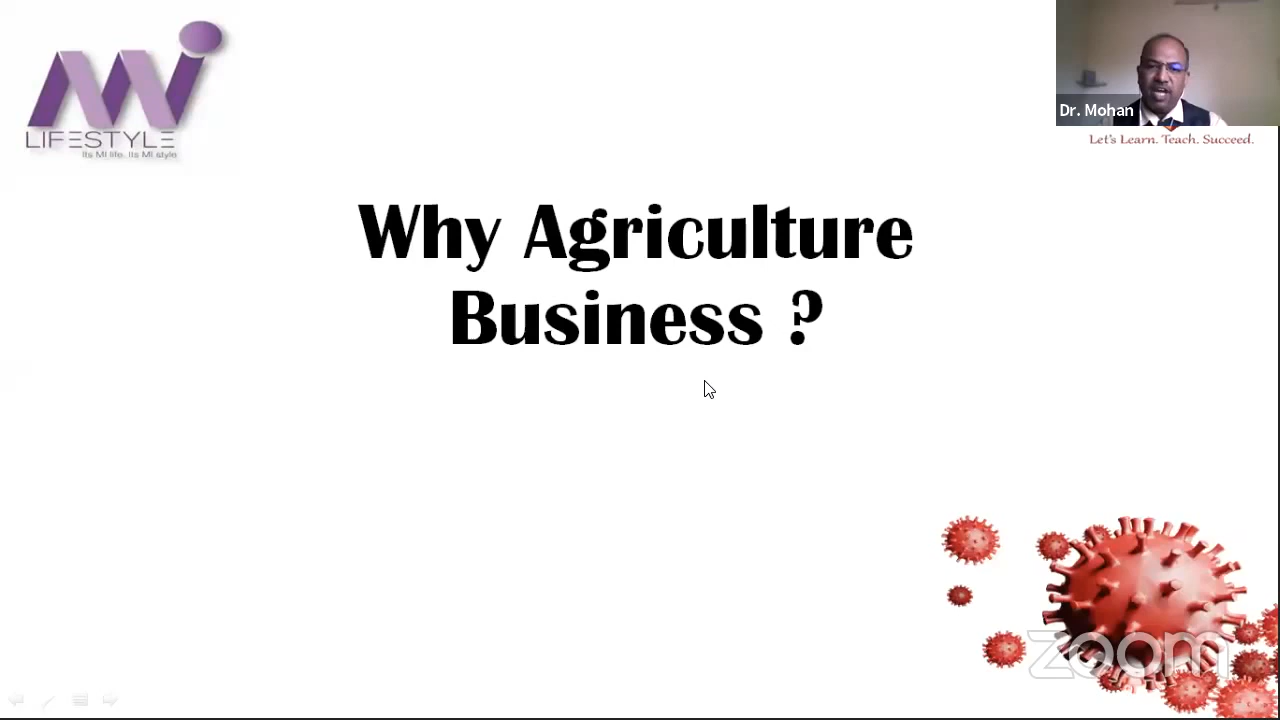 LIFESTYLE
Its Mi life. Its Mi style
Dr. Mohan
Let's Learn. Teach. Succeed.
Why Agriculture
Business ?
zoom